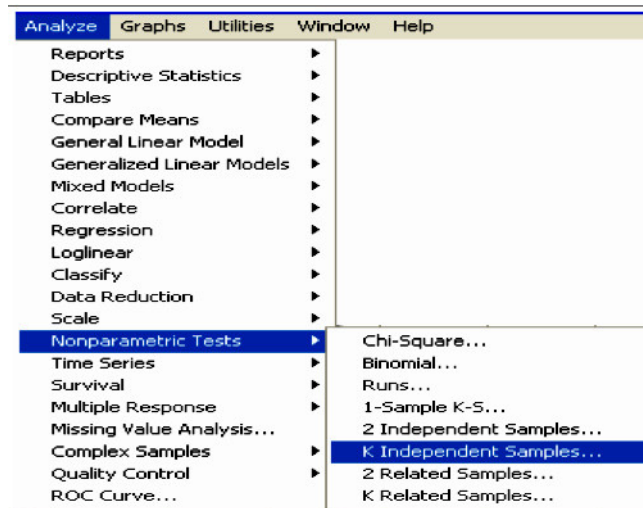 Analyze Graphs Utilities Window Help
Reports
Descriptive Statistics
Tables
Compare Means
General Linear Model
Generalized Linear Models
Mixed Models
Correlate
Regression
Loglinear
Classify
Data Reduction
Scale
Nonparametric Tests
Time Series
Survival
Multiple Response
Missing Value Analysis...
Complex Samples
Quality Control
ROC Curve...
Chi-Square...
Binomial...
Runs...
1-Sample K-S...
2 Independent Samples...
K Independent Samples...
2 Related Samples...
K Related Samples...